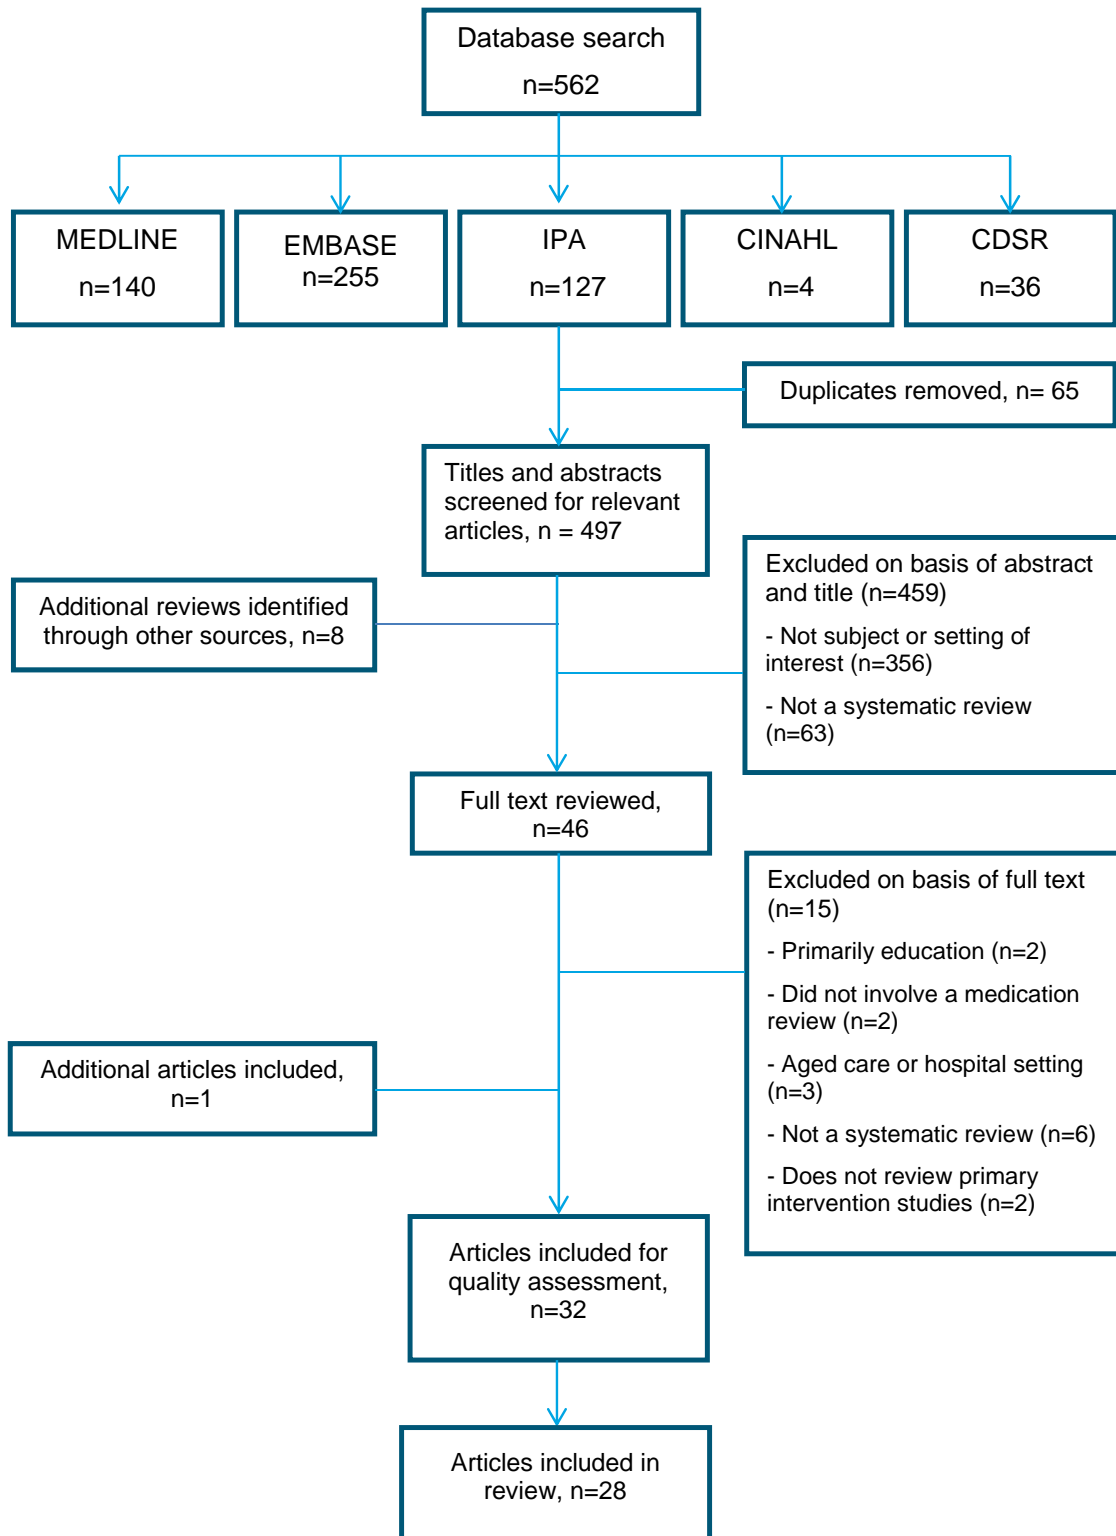 Database search
n=562
MEDLINE
n=140
EMBASE
n=255
IPA
n=127
CINAHL
n=4
CDSR
n=36
Duplicates removed, n= 65
Titles and abstracts
screened for relevant
articles, n = 497
Additional reviews identified
through other sources, n=8
Excluded on basis of abstract
and title (n=459)
- Not subject or setting of
interest (n=356)
- Not a systematic review
(n=63)
Full text reviewed,
n=46
Excluded on basis of full text
(n=15)
- Primarily education (n=2)
- Did not involve a medication
review (n=2)
- Aged care or hospital setting
(n=3)
- Not a systematic review (n=6)
- Does not review primary
intervention studies (n=2)
Additional articles included,
n=1
Articles included for
quality assessment,
n=32
Articles included in
review, n=28